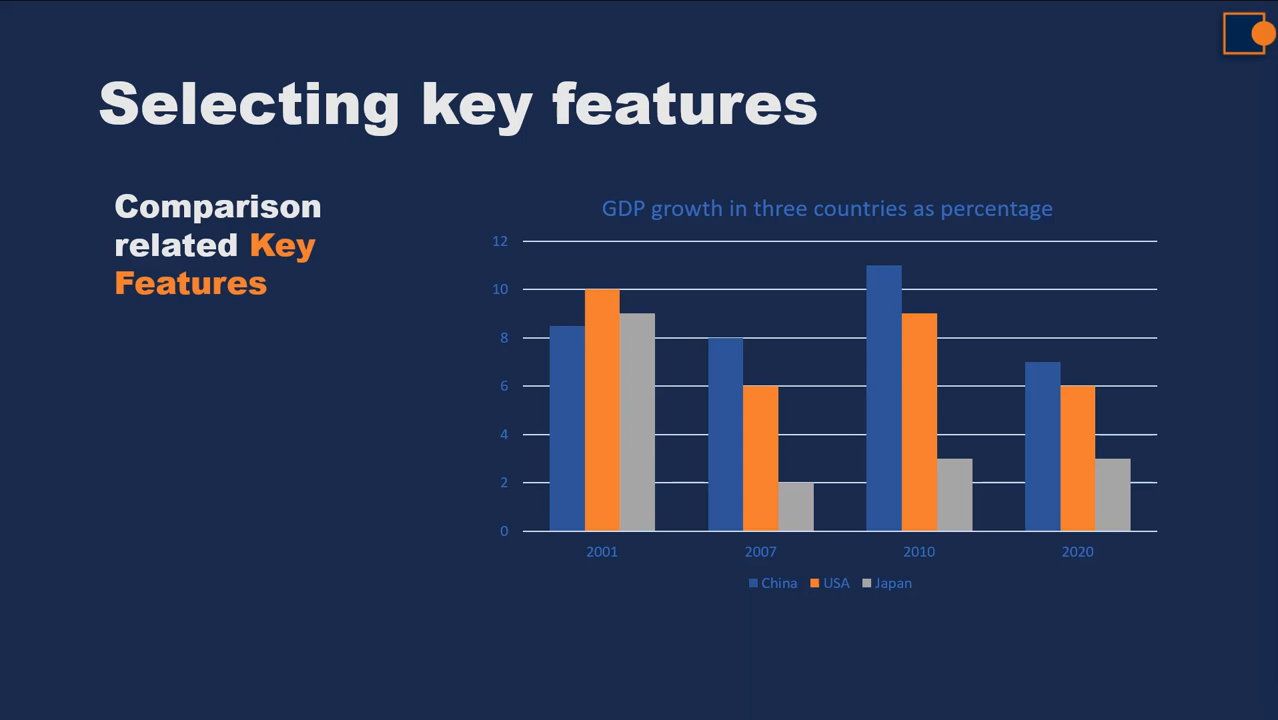 Selecting key features
Comparison
related Key
Features
GDP growth in three countries as percentage
12
10
8
6
4
2
0
2001 2007 2010 2020
China USA Japan